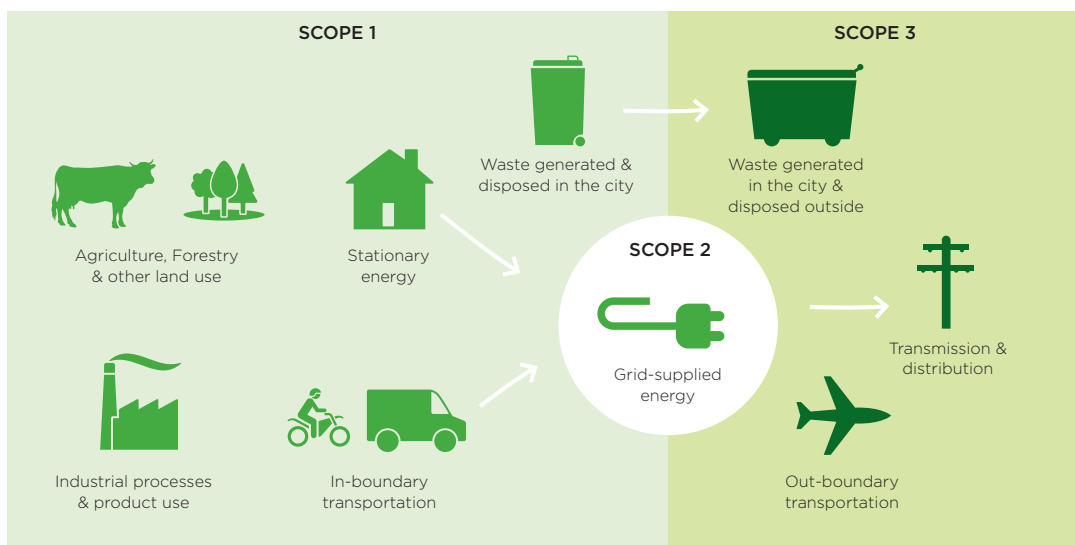 SCOPE 1
SCOPE 3
Waste generated &
disposed in the city
Waste generated
in the city &
disposed outside
Agriculture, Forestry
& other land use
Stationary
energy
SCOPE 2
Grid-supplied
energy
Transmission &
distribution
Industrial processes
& product use
In-boundary
transportation
Out-boundary
transportation